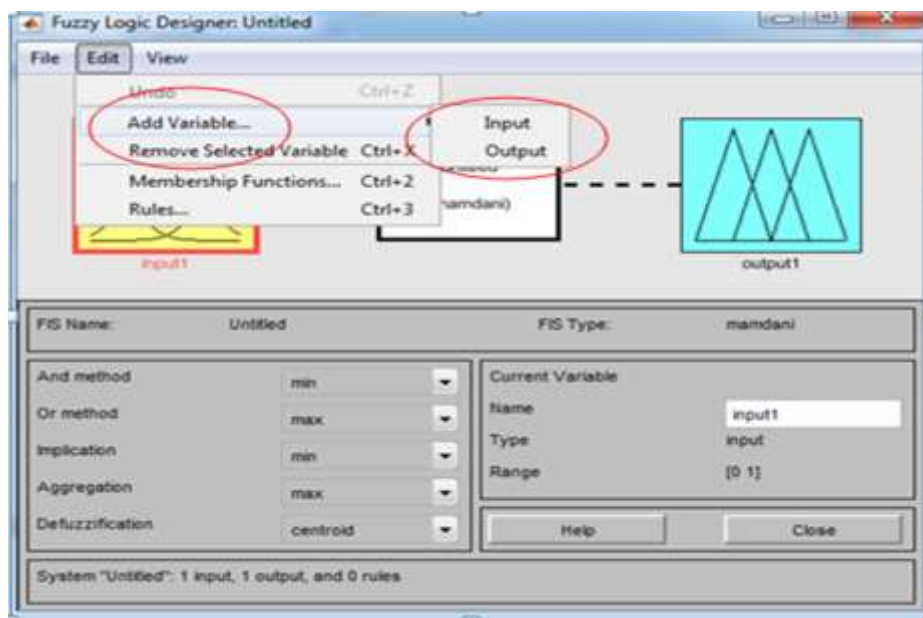 Fuzzy Logic Designer: Untitled
File Edit View
Undo Ctrl+Z
Add Variable...
Remove Selected Variable Ctrl+X
Membership Functions... Ctrl+2
Rules... Ctrl+3
Input
Output
mamdani)
input1
output1
FIS Name: Untitled FIS Type: mamdani
And method min
Or method max
Implication min
Aggregation max
Defuzzification centroid
Current Variable
Name input1
Type input
Range [0 1]
Help Close
System "Untitled": 1 input, 1 output, and 0 rules